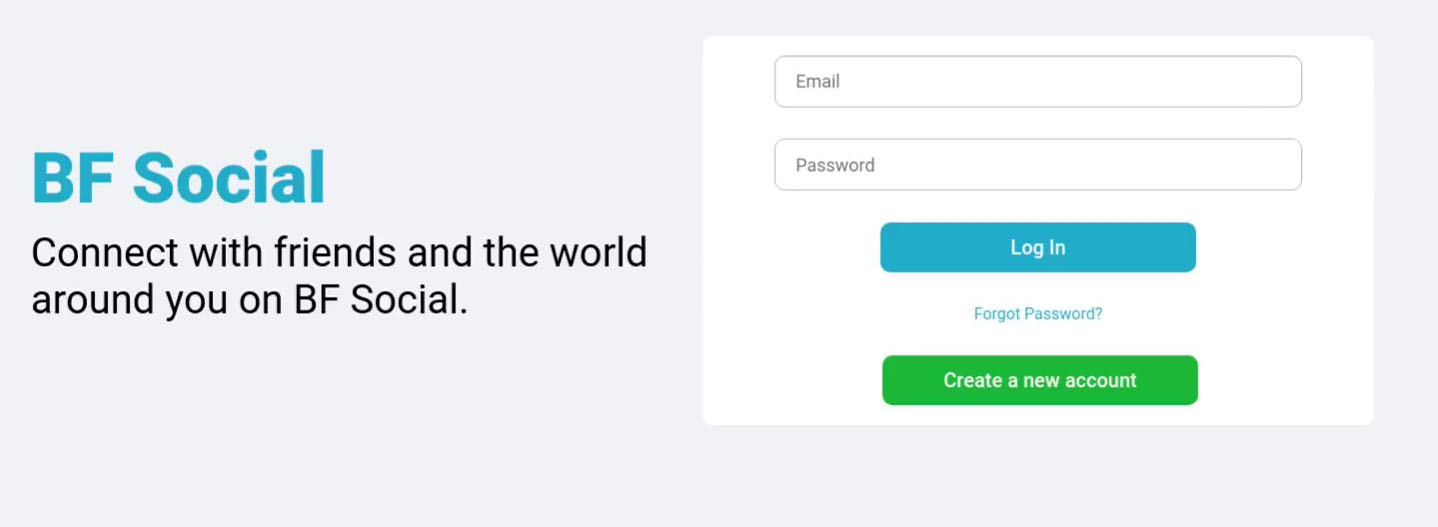 BF Social
Connect with friends and the world
around you on BF Social.
Email
Password
Log In
Forgot Password?
Create a new account